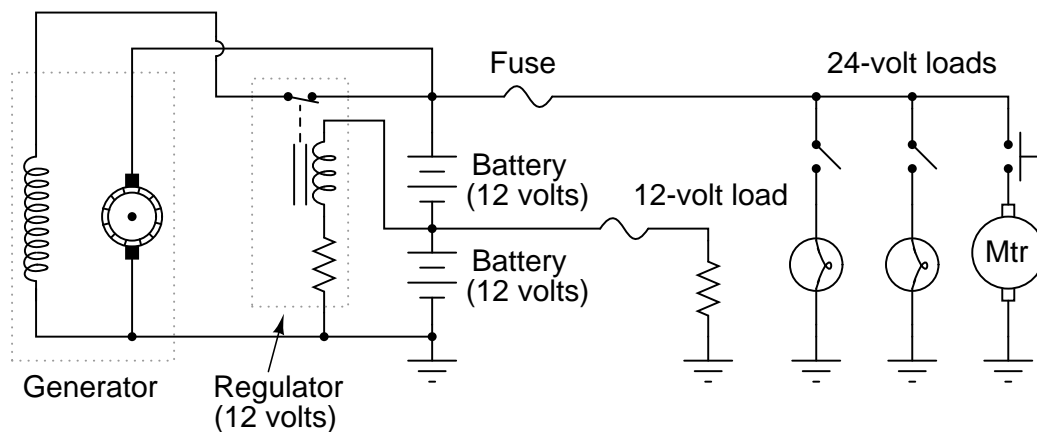 Fuse
24-volt loads
Battery
(12 volts)
12-volt load
Mtr
Battery
(12 volts)
Generator
Regulator
(12 volts)